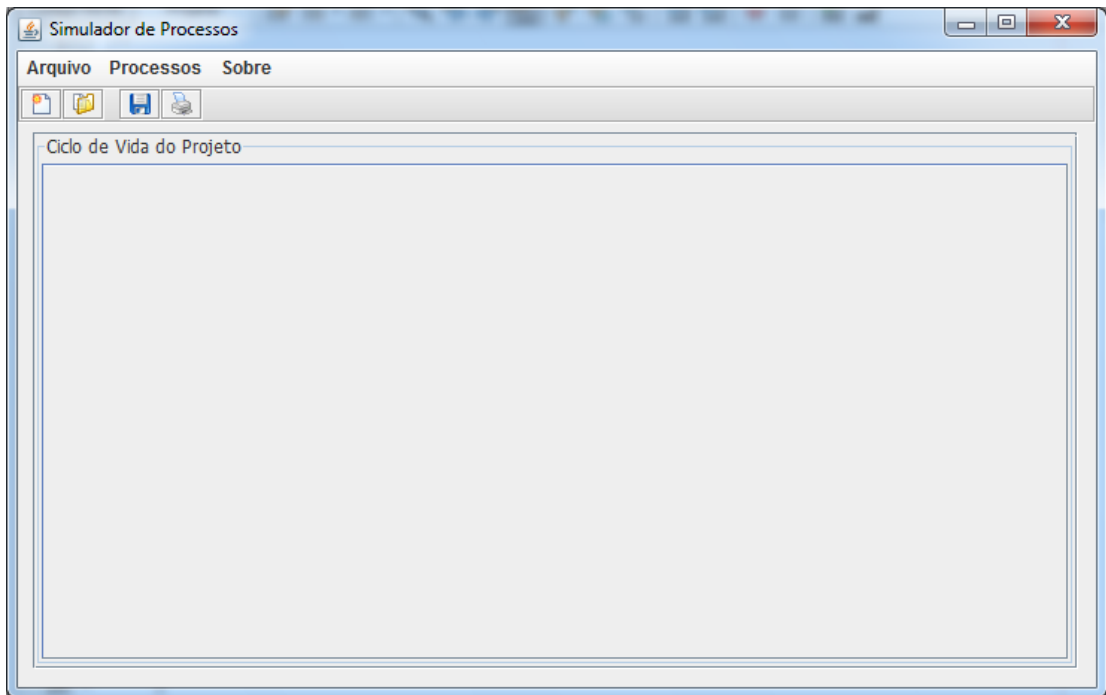 Simulador de Processos
Arquivo Processos Sobre
Ciclo de Vida do Projeto